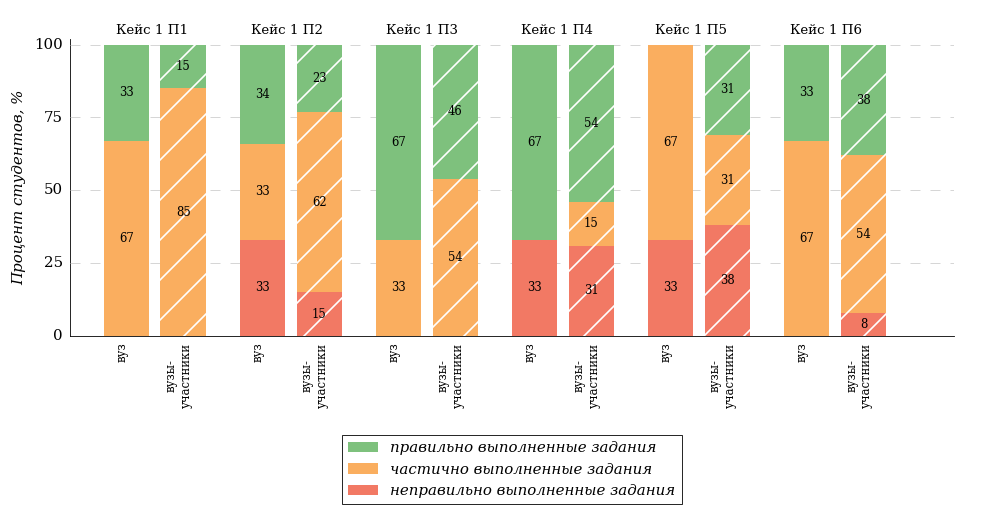 Кейс 1 П1 Кейс 1 П2 Кейс 1 П3 Кейс 1 П4 Кейс 1 П5 Кейс 1 П6
Процент студентов, %
100
75
50
25
0
33
67
15
85
34
33
33
23
62
15
67
33
46
54
67
33
54
15
31
67
33
31
31
38
33
67
38
54
8
вуз
вузы-
участники
вуз
вузы-
участники
вуз
вузы-
участники
вуз
вузы-
участники
вуз
вузы-
участники
вуз
вузы-
участники
правильно выполненные задания
частично выполненные задания
неправильно выполненные задания